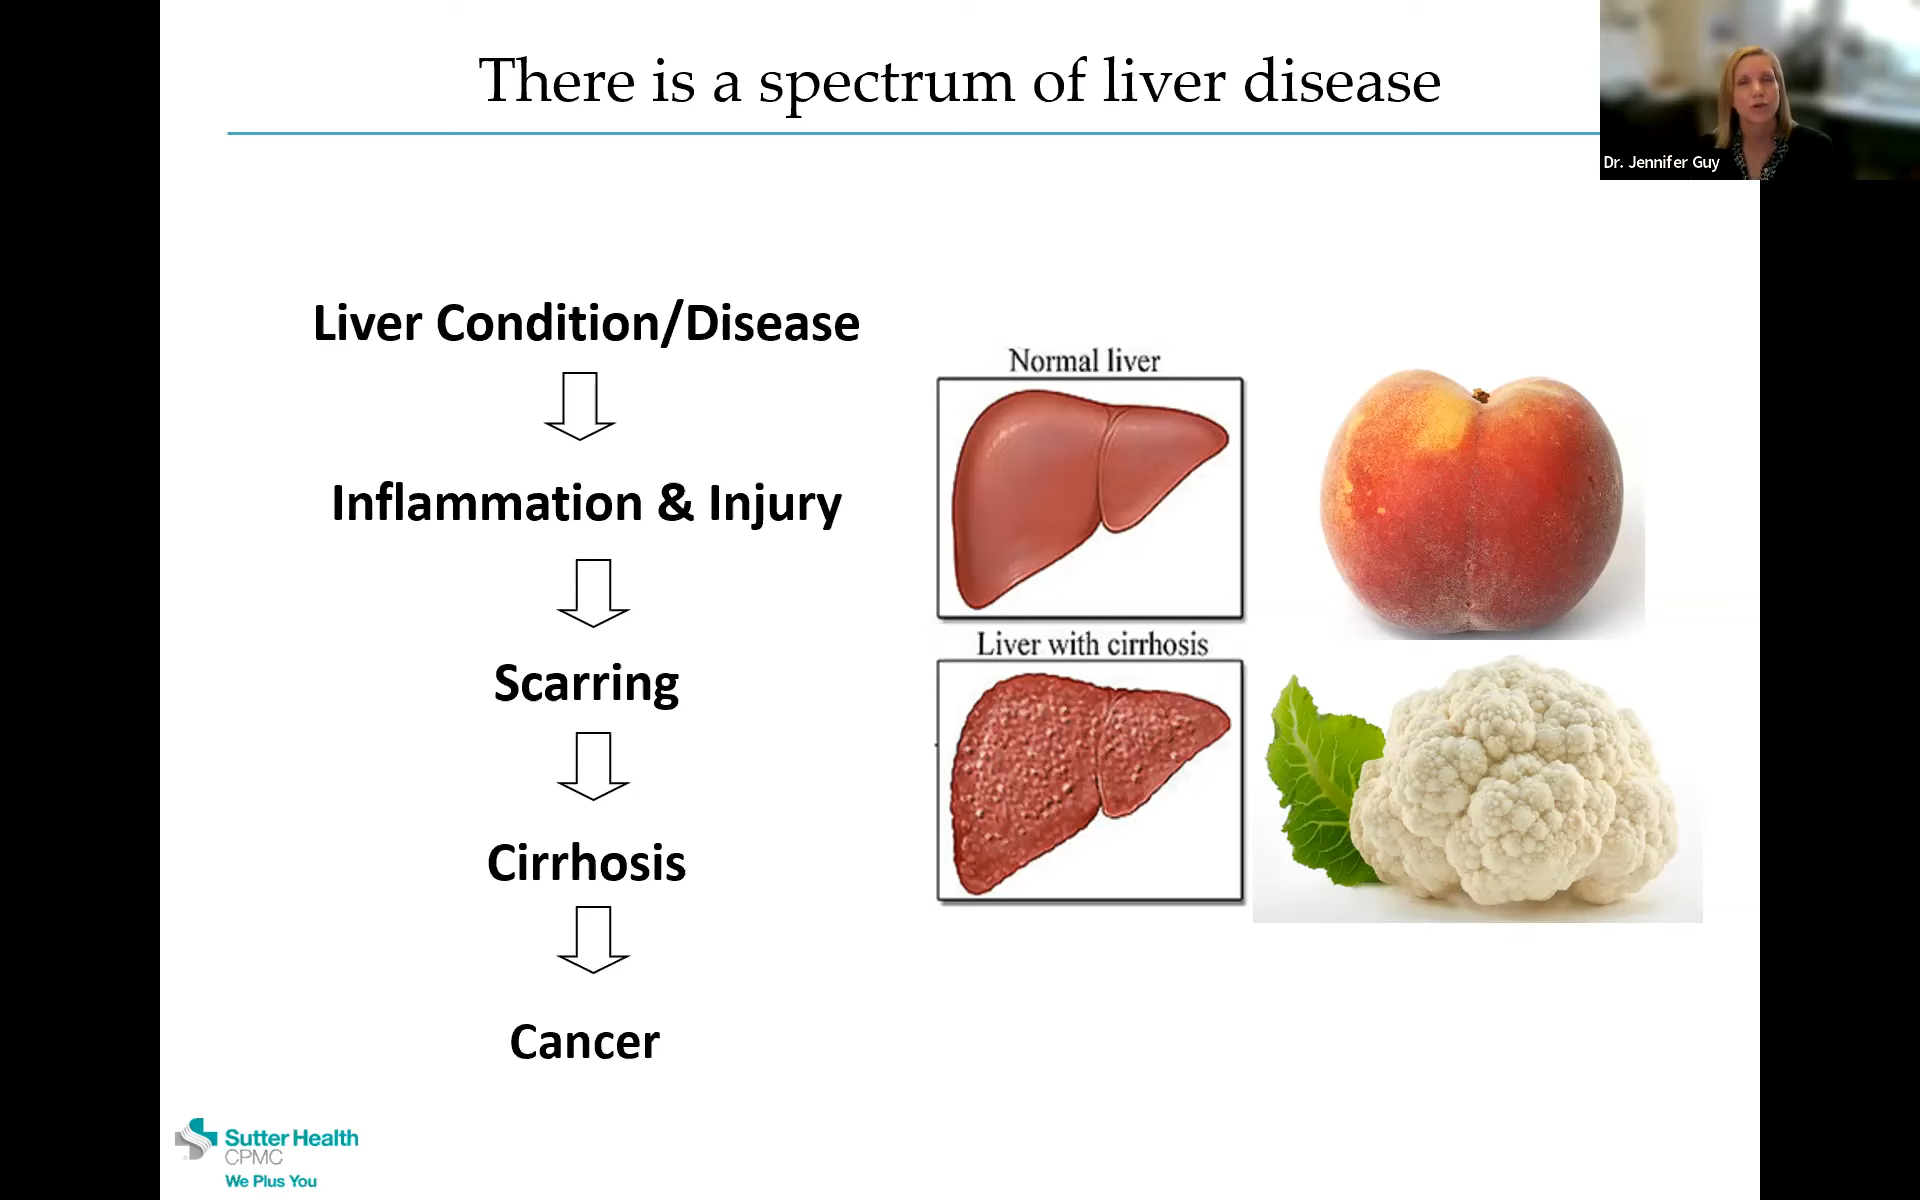 There is a spectrum of liver disease
Dr. Jennifer Guy
Liver Condition/Disease
Inflammation & Injury
Scarring
Cirrhosis
Cancer
Normal liver
Liver with cirrhosis
Sutter Health
CPMC
We Plus You